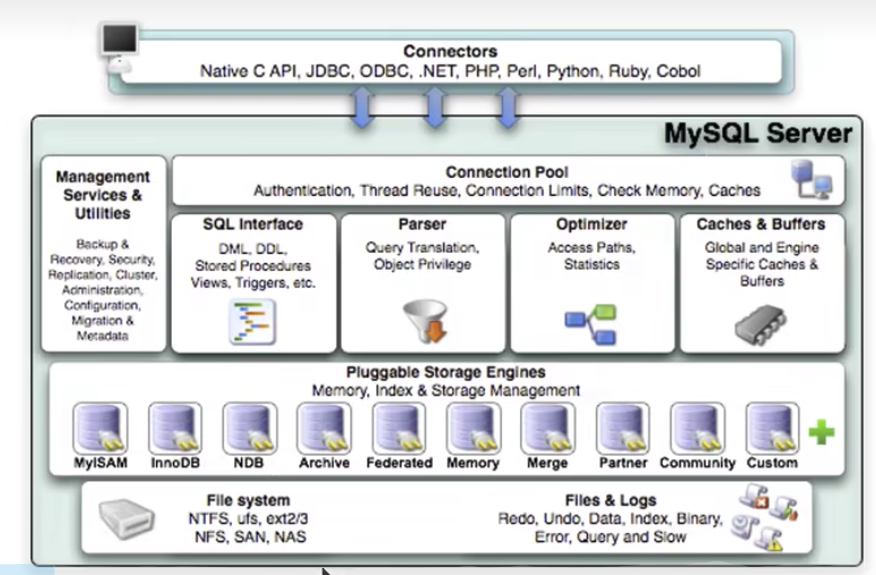 Connectors
Native C API, JDBC, ODBC, .NET, PHP, Perl, Python, Ruby, Cobol
MySQL Server
Management
Services &
Utilities
Backup &
Recovery, Security,
Replication, Cluster,
Administration,
Configuration,
Migration &
Metadata
Connection Pool
Authentication, Thread Reuse, Connection Limits, Check Memory, Caches
SQL Interface
DML, DDL,
Stored Procedures
Views, Triggers, etc.
Parser
Query Translation,
Object Privilege
Optimizer
Access Paths,
Statistics
Caches & Buffers
Global and Engine
Specific Caches &
Buffers
Pluggable Storage Engines
Memory, Index & Storage Management
MyISAM
InnoDB
NDB
Archive
Federated
Memory
Merge
Partner
Community
Custom
File system
NTFS, ufs, ext2/3
NFS, SAN, NAS
Files & Logs
Redo, Undo, Data, Index, Binary,
Error, Query and Slow